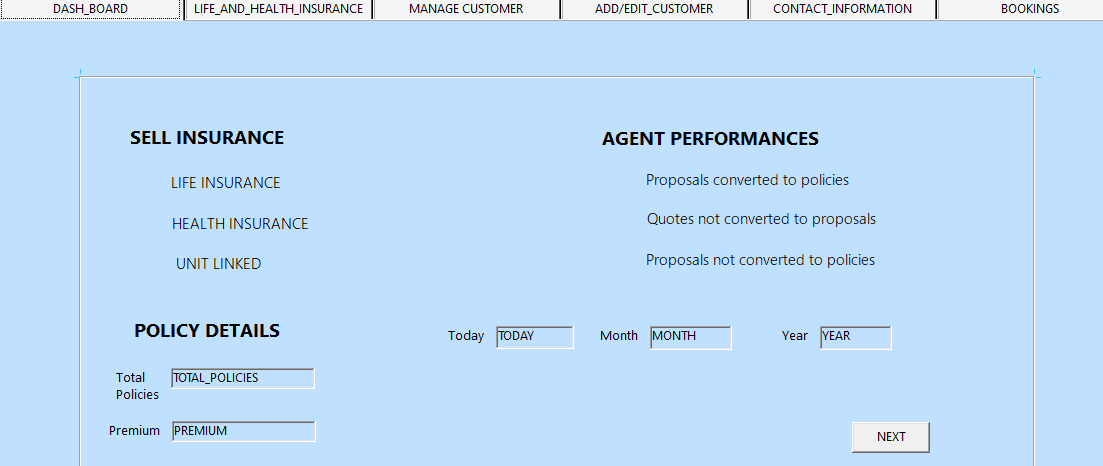 DASH_BOARD
LIFE_AND_HEALTH_INSURANCE
MANAGE CUSTOMER
ADD/EDIT_CUSTOMER
CONTACT_INFORMATION
BOOKINGS
SELL INSURANCE
LIFE INSURANCE
HEALTH INSURANCE
UNIT LINKED
AGENT PERFORMANCES
Proposals converted to policies
Quotes not converted to proposals
Proposals not converted to policies
POLICY DETAILS
Today TODAY
Month MONTH
Year YEAR
Total
Policies
TOTAL_POLICIES
Premium PREMIUM
NEXT